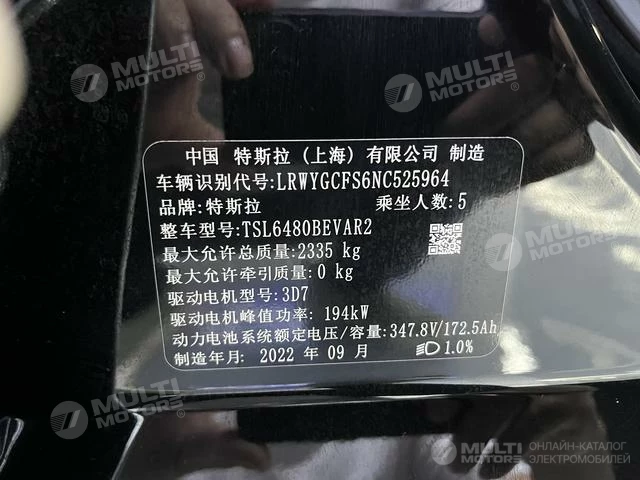 MULTI MOTORS®
MULTI MOTORS®
中国 特斯拉 (上海) 有限公司 制造
车辆识别代号:LRWYGCFS6NC525964
品牌:特斯拉 乘坐人数:5
整车型号:TSL6480BEVAR2
最大允许总质量:2335 kg
最大允许牵引质量:0 kg
驱动电机型号:3D7
驱动电机峰值功率: 194kW
动力电池系统额定电压/容量:347.8V/172.5Ah
制造年月: 2022 年 09 月 1.0%
MULTI MOTORS®
MULTI MOTORS®
MULTI MOTORS
ОНЛАЙН-КАТАЛОГ
ЭЛЕКТРОМОБИЛЕЙ